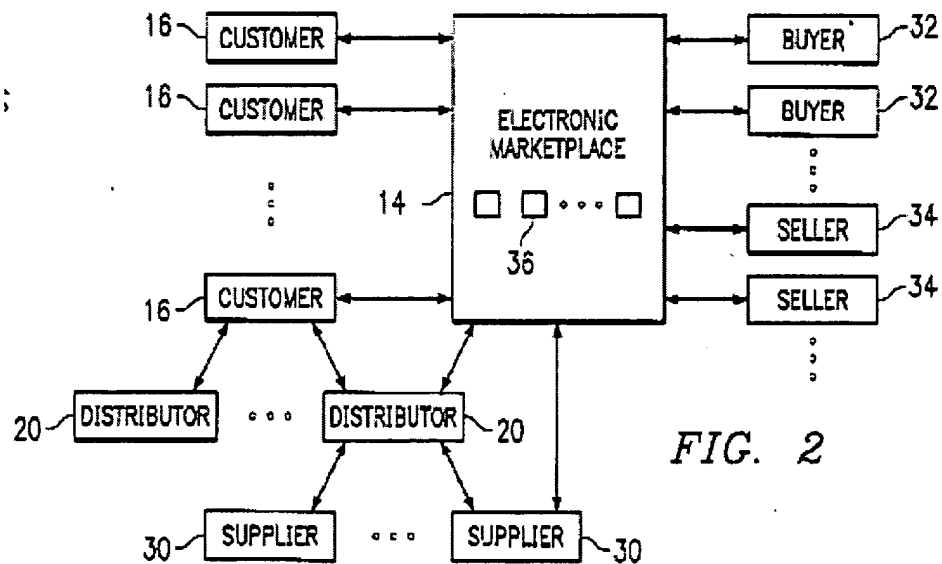 16 CUSTOMER
BUYER 32
16 CUSTOMER
BUYER 32
ELECTRONIC
MARKETPLACE
14
36
SELLER 34
16 CUSTOMER
SELLER 34
20 DISTRIBUTOR
DISTRIBUTOR 20
FIG. 2
30 SUPPLIER
SUPPLIER 30